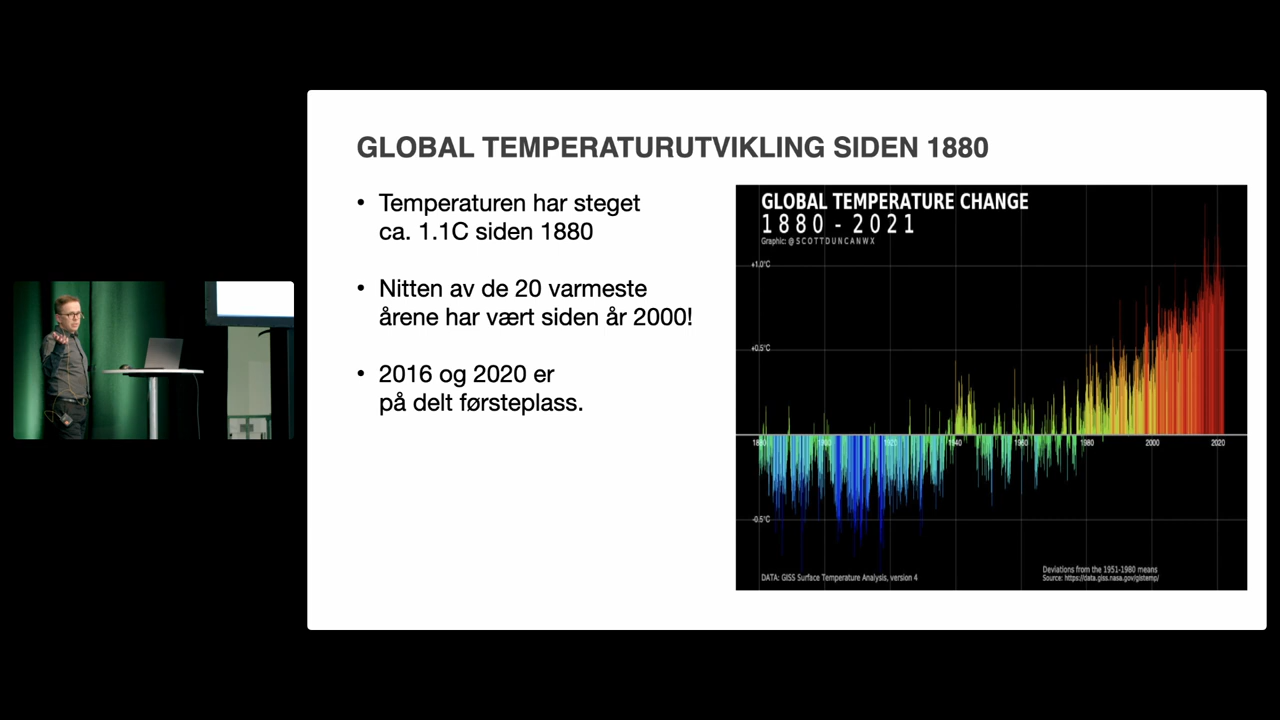 GLOBAL TEMPERATURUTVIKLING SIDEN 1880
• Temperaturen har steget
ca. 1.1C siden 1880
• Nitten av de 20 varmeste
årene har vært siden år 2000!
• 2016 og 2020 er
på delt førsteplass.
GLOBAL TEMPERATURE CHANGE
1880 - 2021
Graphic: @SCOTTDUNCANWX
+1.0°C
+0.5°C
1880 1900 1920 1940 1960 1980 2000 2020
-0.5°C
DATA: GISS Surface Temperature Analysis, version 4
Deviations from the 1951-1980 means
Source: https://data.giss.nasa.gov/gistemp/